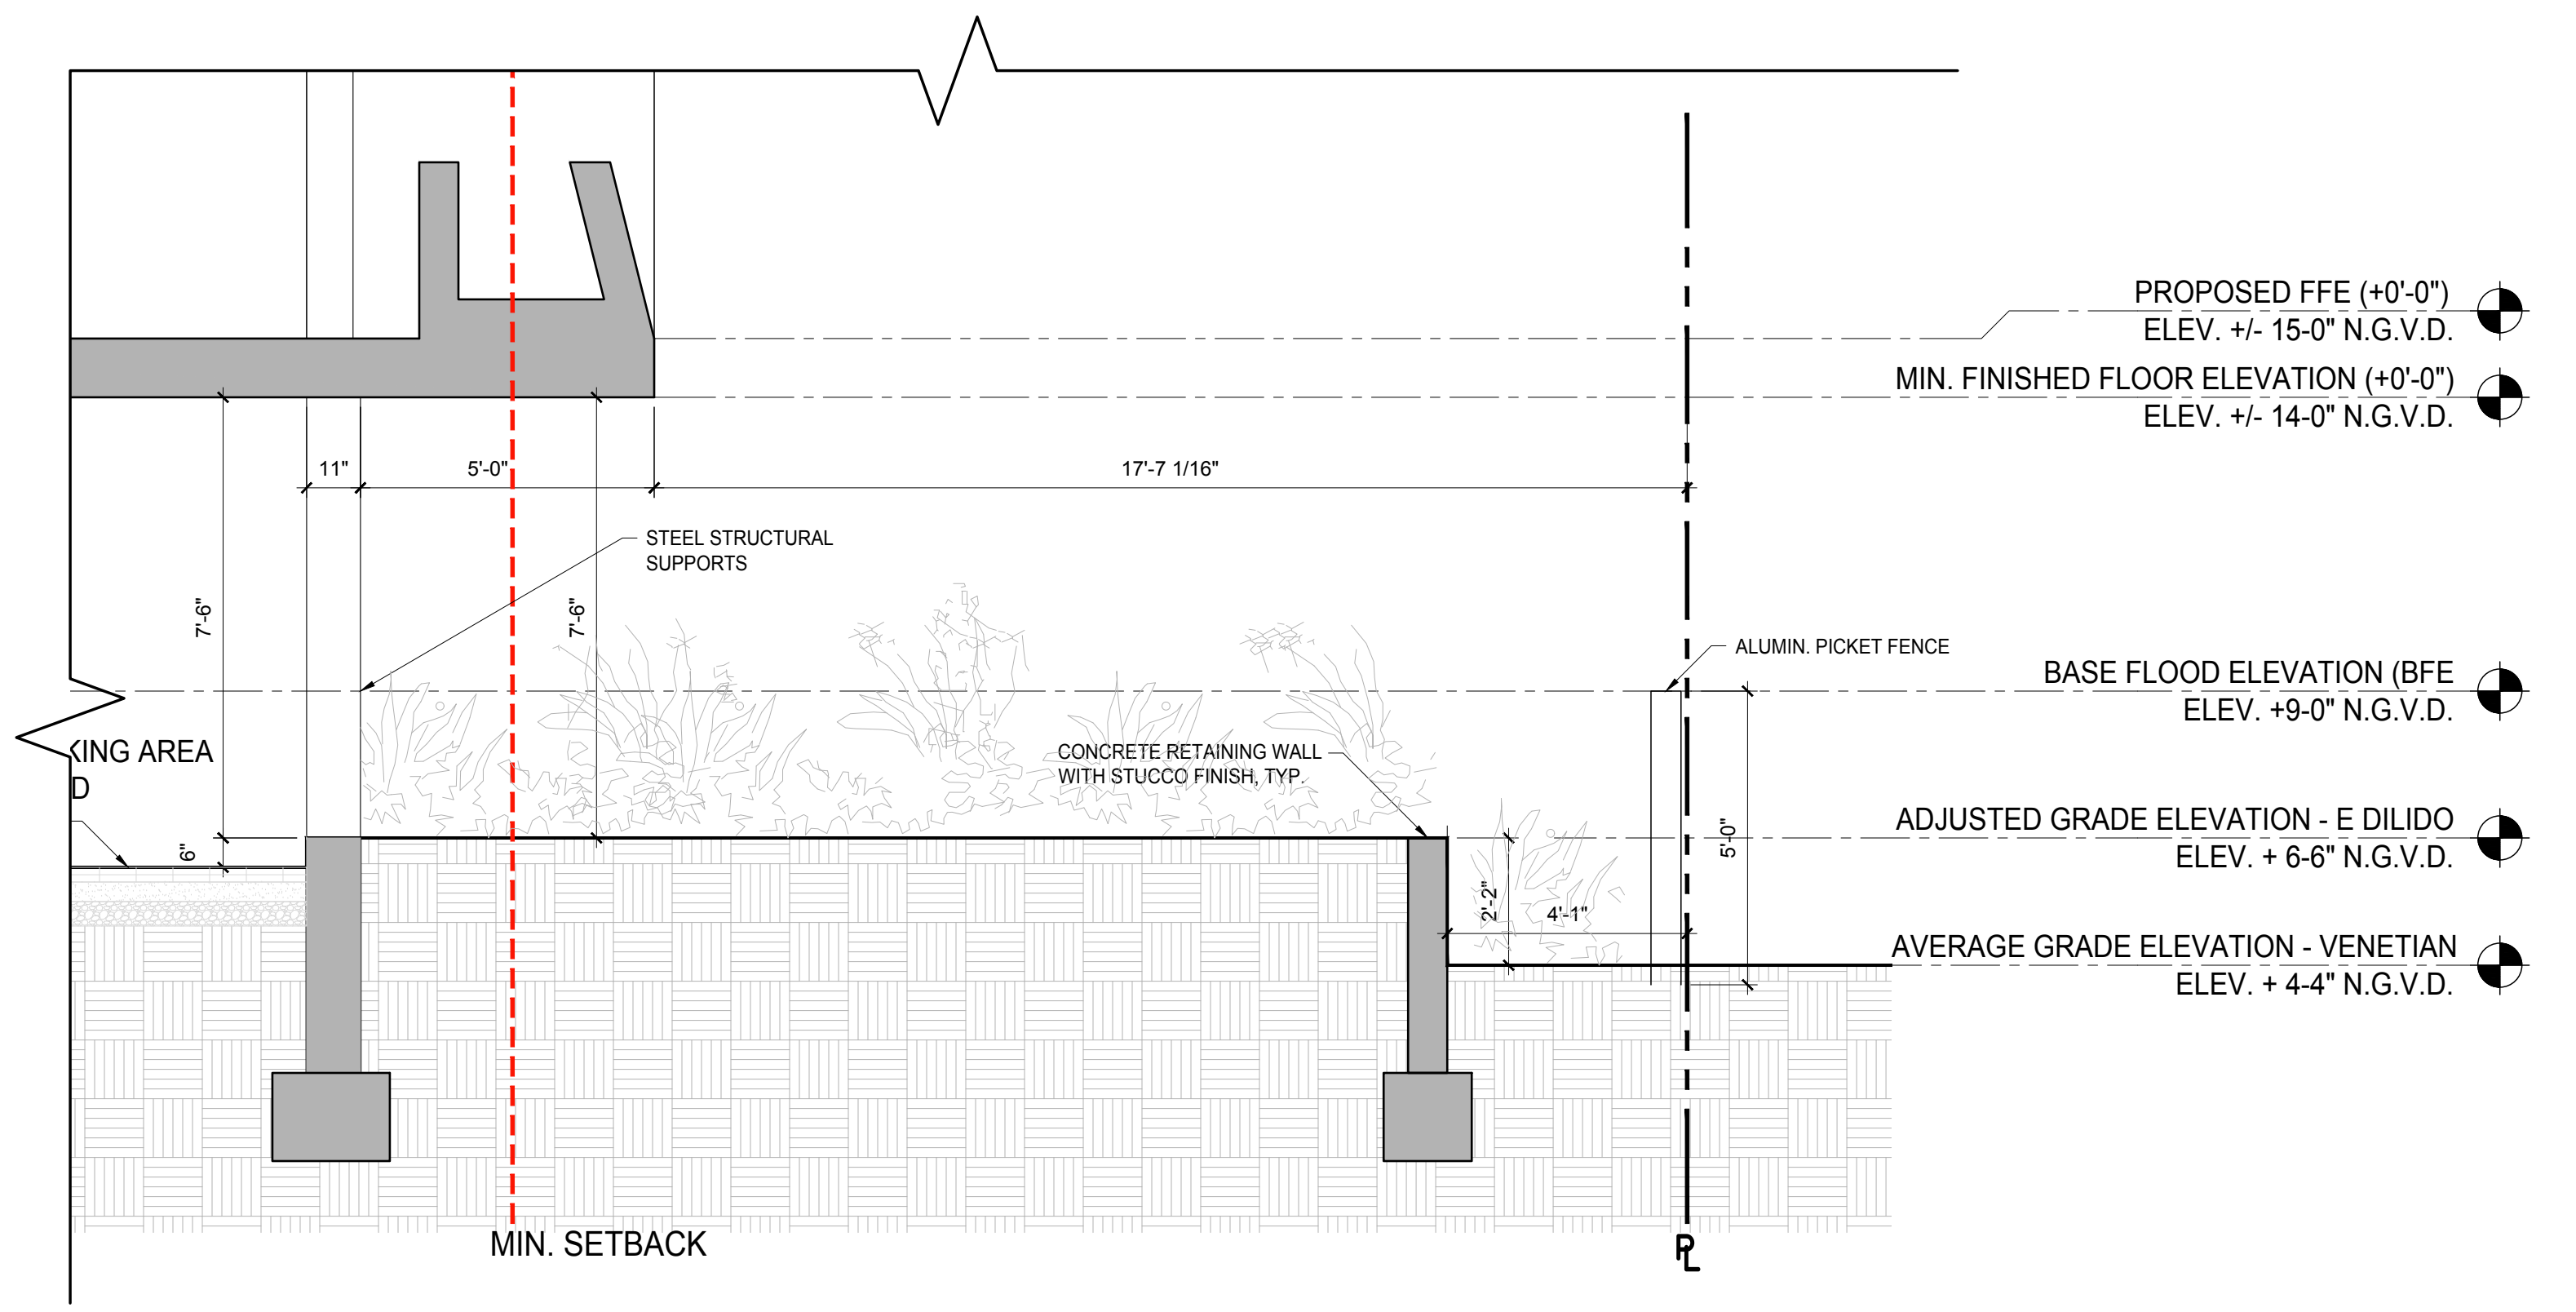 PROPOSED FFE (+0'-0")
ELEV. +/- 15-0" N.G.V.D.
MIN. FINISHED FLOOR ELEVATION (+0'-0")
ELEV. +/- 14-0" N.G.V.D.
11"
5'-0"
17'-7 1/16"
STEEL STRUCTURAL
SUPPORTS
7'-6"
7'-6"
ALUMIN. PICKET FENCE
BASE FLOOD ELEVATION (BFE
ELEV. +9-0" N.G.V.D.
KING AREA
D
CONCRETE RETAINING WALL
WITH STUCCO FINISH, TYP.
ADJUSTED GRADE ELEVATION - E DILIDO
ELEV. + 6-6" N.G.V.D.
6"
5'-0"
2'-2"
4'-1"
AVERAGE GRADE ELEVATION - VENETIAN
ELEV. + 4-4" N.G.V.D.
MIN. SETBACK
PL